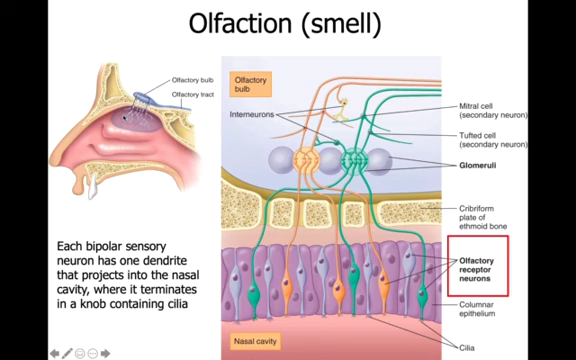 Olfaction (smell)
Olfactory bulb
Olfactory tract
Olfactory
bulb
Interneurons
Mitral cell
(secondary neuron)
Tufted cell
(secondary neuron)
Glomeruli
Cribriform
plate of
ethmoid bone
Each bipolar sensory
neuron has one dendrite
that projects into the nasal
cavity, where it terminates
in a knob containing cilia
Olfactory
receptor
neurons
Columnar
epithelium
Nasal cavity
Cilia